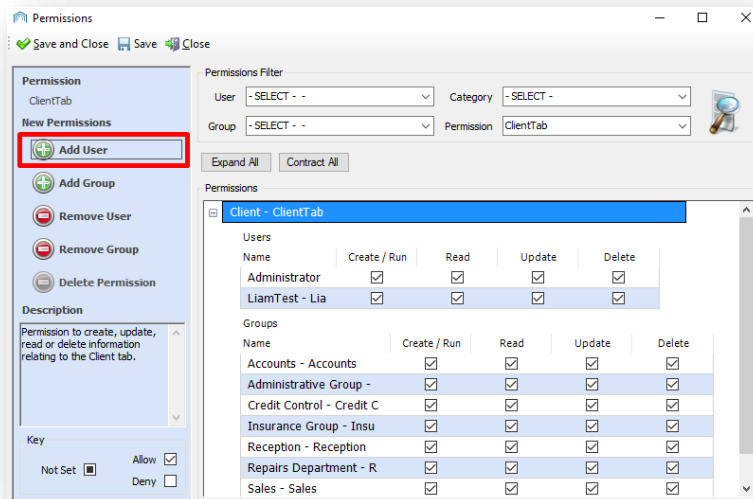 Permissions
Save and Close Save Close
Permission
ClientTab
New Permissions
Add User
Add Group
Remove User
Remove Group
Delete Permission
Description
Permission to create, update,
read or delete information
relating to the Client tab.
Key
Not Set Allow
Deny
Permissions Filter
User - SELECT - - Category - SELECT -
Group - SELECT - - Permission ClientTab
Expand All Contract All
Permissions
Client - ClientTab
Users
Name Create / Run Read Update Delete
Administrator
LiamTest - Lia
Groups
Name Create / Run Read Update Delete
Accounts - Accounts
Administrative Group -
Credit Control - Credit C
Insurance Group - Insu
Reception - Reception
Repairs Department - R
Sales - Sales